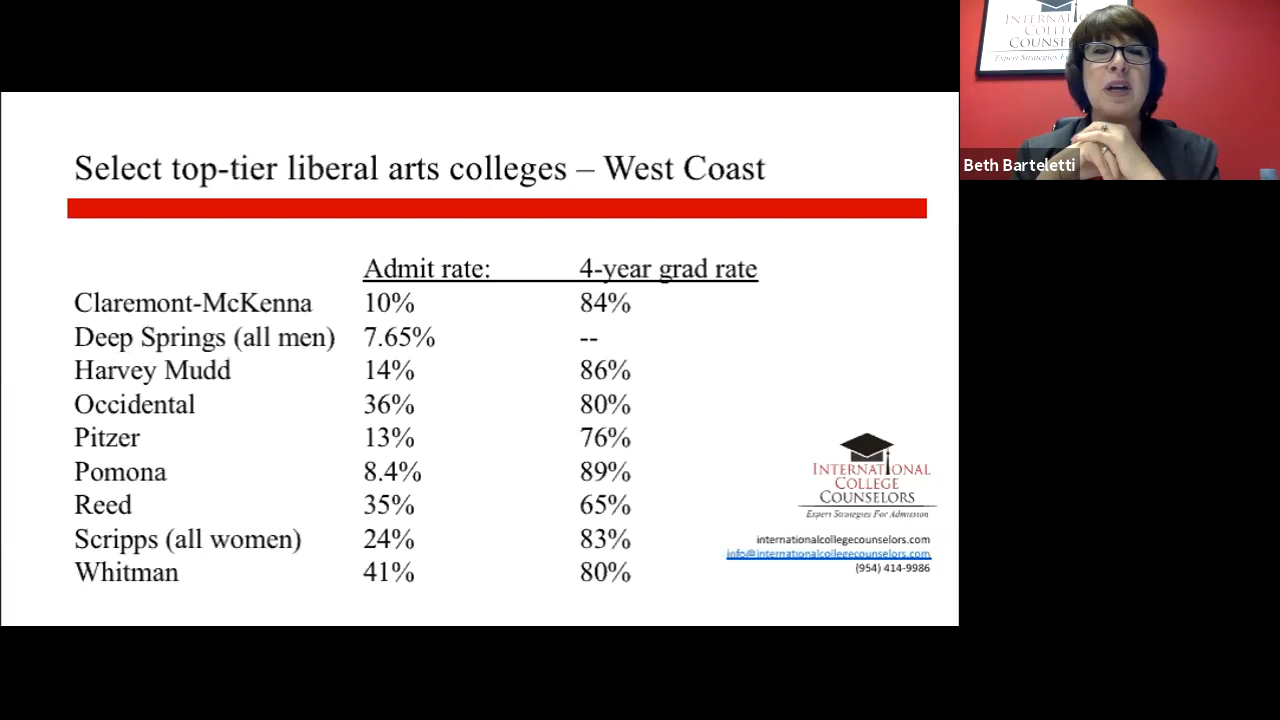 Select top-tier liberal arts colleges – West Coast
Admit rate: 4-year grad rate
Claremont-McKenna 10% 84%
Deep Springs (all men) 7.65% --
Harvey Mudd 14% 86%
Occidental 36% 80%
Pitzer 13% 76%
Pomona 8.4% 89%
Reed 35% 65%
Scripps (all women) 24% 83%
Whitman 41% 80%
INTERNATIONAL
COLLEGE
COUNSELORS
Expert Strategies For Admission
internationalcollegecounselors.com
info@internationalcollegecounselors.com
(954) 414-9986
INTERNATIONAL
Expert Strategies
Beth Barteletti